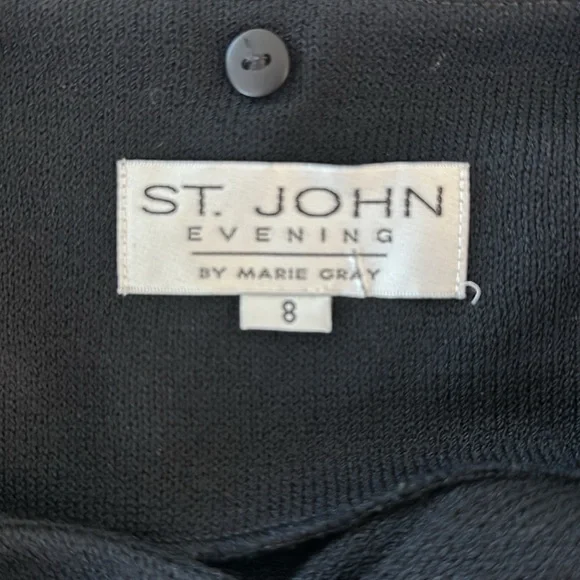 ST. JOHN
EVENING
BY MARIE GRAY
8